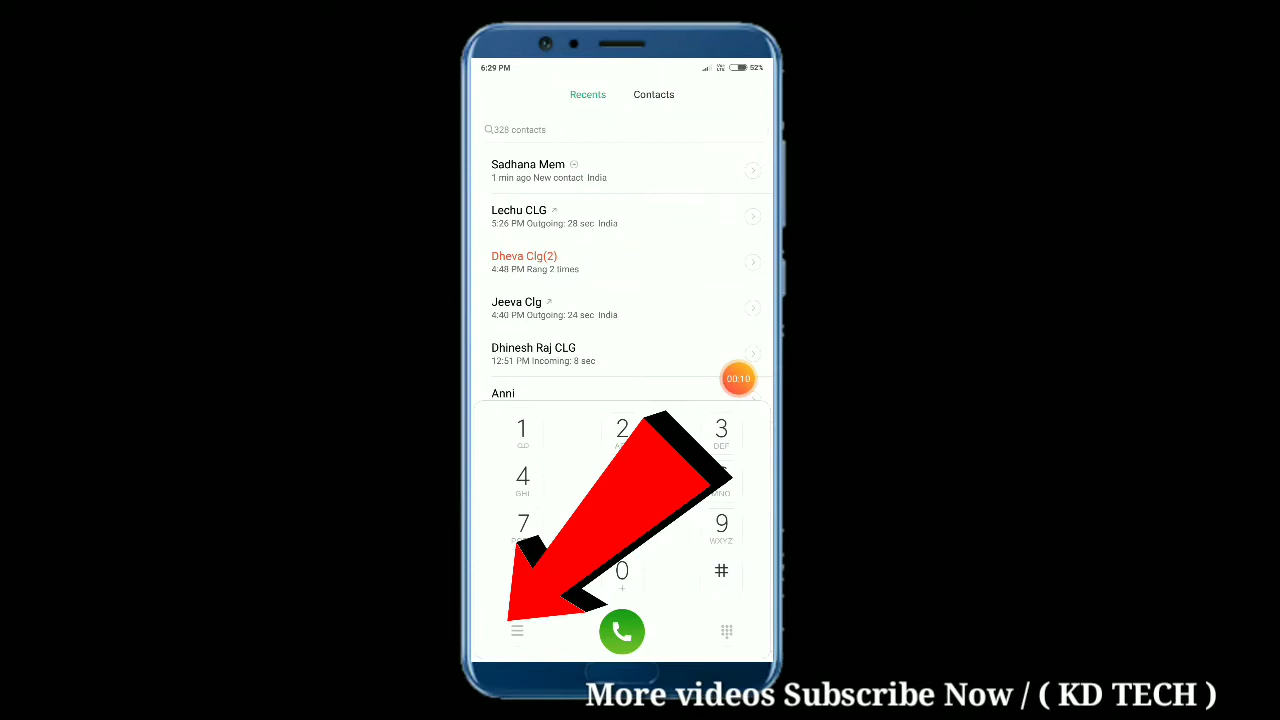 6:29 PM
Vo) LTE 52%
Recents Contacts
328 contacts
Sadhana Mem
1 min ago New contact India
Lechu CLG
5:26 PM Outgoing: 28 sec India
Dheva Clg(2)
4:48 PM Rang 2 times
Jeeva Clg
4:40 PM Outgoing: 24 sec India
Dhinesh Raj CLG
12:51 PM Incoming: 8 sec
00:10
Anni
1 2 3
DEF
4
GHI MNO
7 9
WXYZ
0 #
+
More videos Subscribe Now / ( KD TECH )